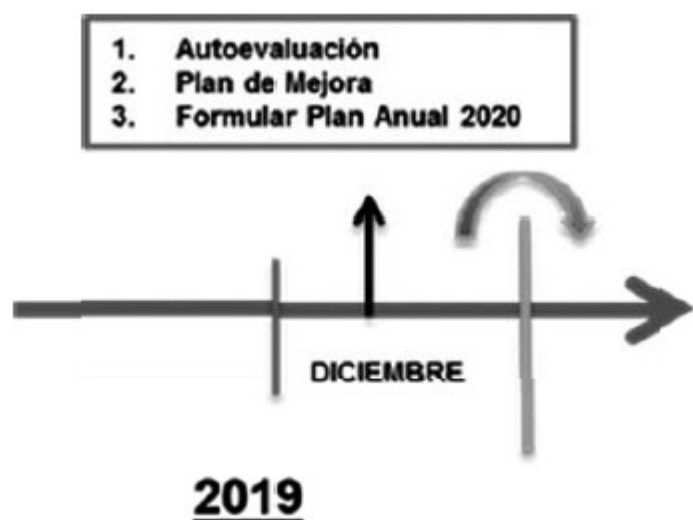 1. Autoevaluación
2. Plan de Mejora
3. Formular Plan Anual 2020
DICIEMBRE
2019